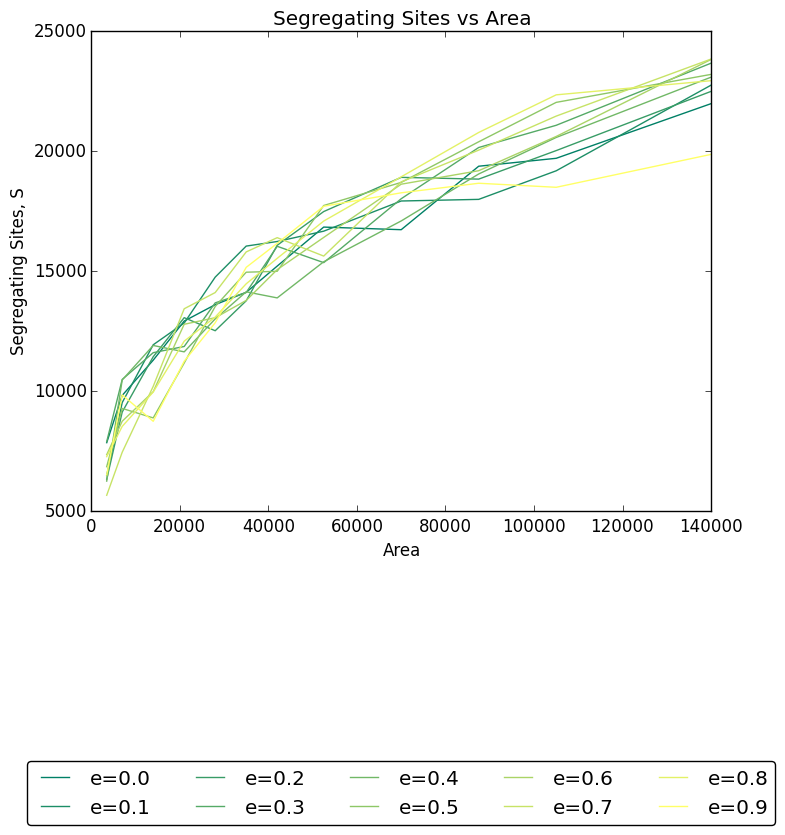 Segregating Sites vs Area
25000
20000
15000
10000
5000
Segregating Sites, S
0 20000 40000 60000 80000 100000 120000 140000
Area
e=0.0 e=0.2 e=0.4 e=0.6 e=0.8
e=0.1 e=0.3 e=0.5 e=0.7 e=0.9